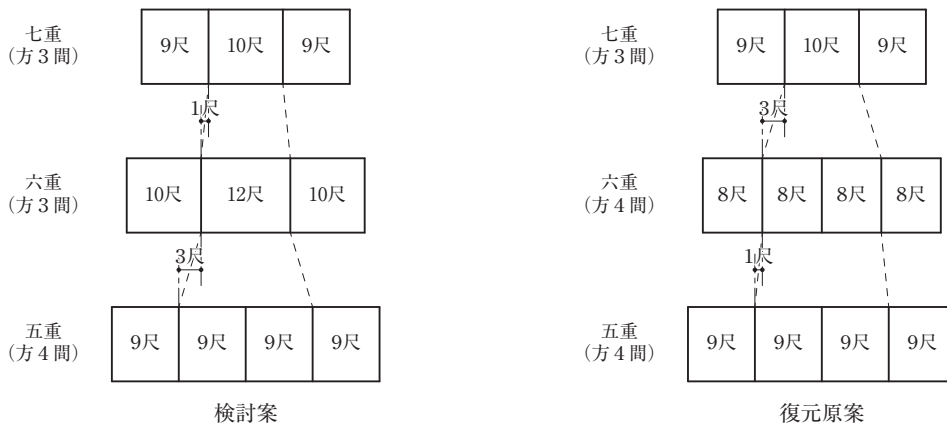 七重
(方3間)
9尺 10尺 9尺
1尺
六重
(方3間)
10尺 12尺 10尺
3尺
五重
(方4間)
9尺 9尺 9尺 9尺
検討案
七重
(方3間)
9尺 10尺 9尺
3尺
六重
(方4間)
8尺 8尺 8尺 8尺
1尺
五重
(方4間)
9尺 9尺 9尺 9尺
復元原案